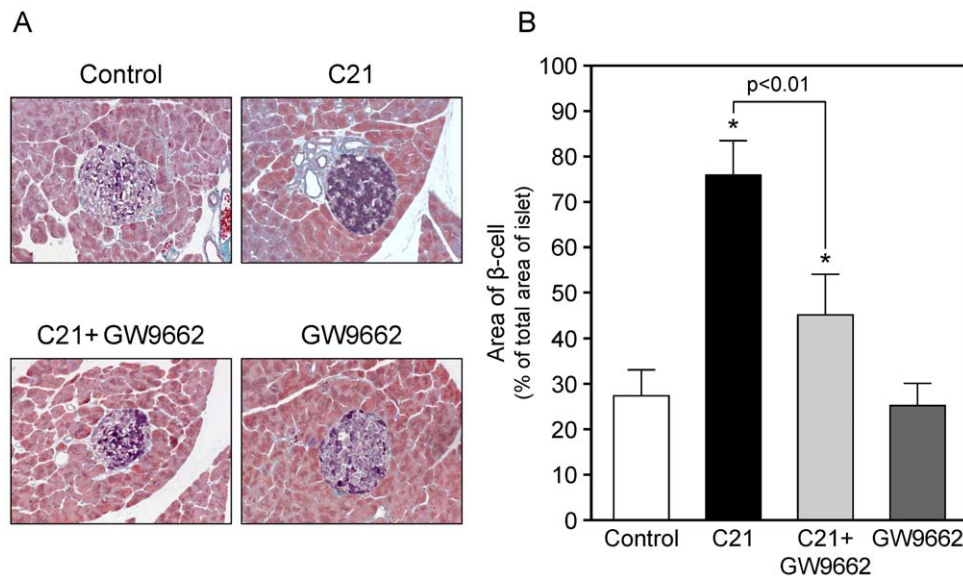 A
Control
C21
C21+ GW9662
GW9662
B
Area of β-cell
(% of total area of islet)
100
90
80
70
60
50
40
30
20
10
0
p<0.01
*
*
Control
C21
C21+
GW9662
GW9662